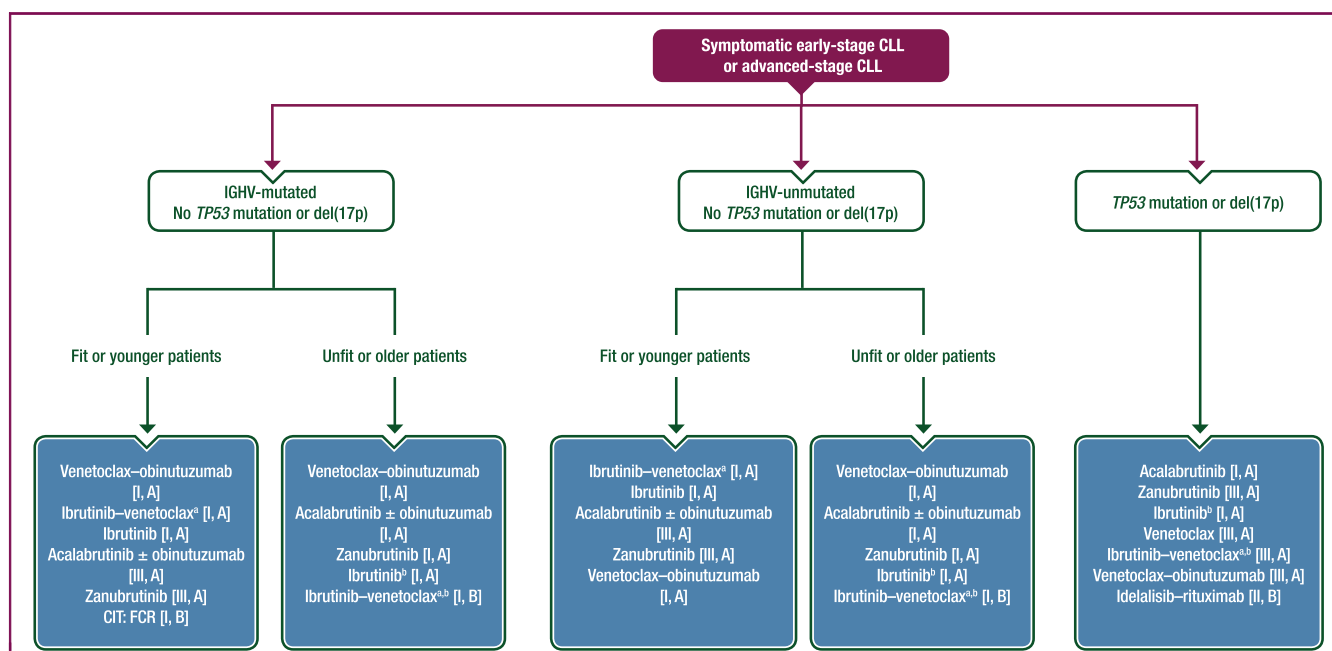 Symptomatic early-stage CLL
or advanced-stage CLL
IGHV-mutated
No TP53 mutation or del(17p)
IGHV-unmutated
No TP53 mutation or del(17p)
TP53 mutation or del(17p)
Fit or younger patients
Unfit or older patients
Fit or younger patients
Unfit or older patients
Venetoclax–obinutuzumab
[I, A]
Ibrutinib–venetoclaxᵃ [I, A]
Ibrutinib [I, A]
Acalabrutinib ± obinutuzumab
[III, A]
Zanubrutinib [III, A]
CIT: FCR [I, B]
Venetoclax–obinutuzumab
[I, A]
Acalabrutinib ± obinutuzumab
[I, A]
Zanubrutinib [I, A]
Ibrutinibᵇ [I, A]
Ibrutinib–venetoclaxᵃ,ᵇ [I, B]
Ibrutinib–venetoclaxᵃ [I, A]
Ibrutinib [I, A]
Acalabrutinib ± obinutuzumab
[III, A]
Zanubrutinib [III, A]
Venetoclax–obinutuzumab
[I, A]
Venetoclax–obinutuzumab
[I, A]
Acalabrutinib ± obinutuzumab
[I, A]
Zanubrutinib [I, A]
Ibrutinibᵇ [I, A]
Ibrutinib–venetoclaxᵃ,ᵇ [I, B]
Acalabrutinib [I, A]
Zanubrutinib [III, A]
Ibrutinibᵇ [I, A]
Venetoclax [III, A]
Ibrutinib–venetoclaxᵃ,ᵇ [III, A]
Venetoclax–obinutuzumab [III, A]
Idelalisib–rituximab [II, B]